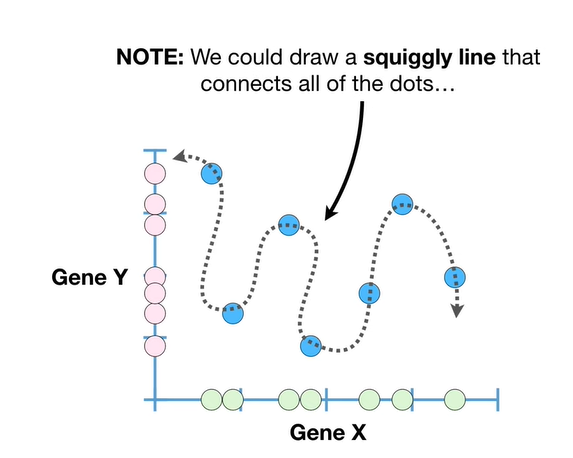 NOTE: We could draw a squiggly line that
connects all of the dots…
Gene Y
Gene X